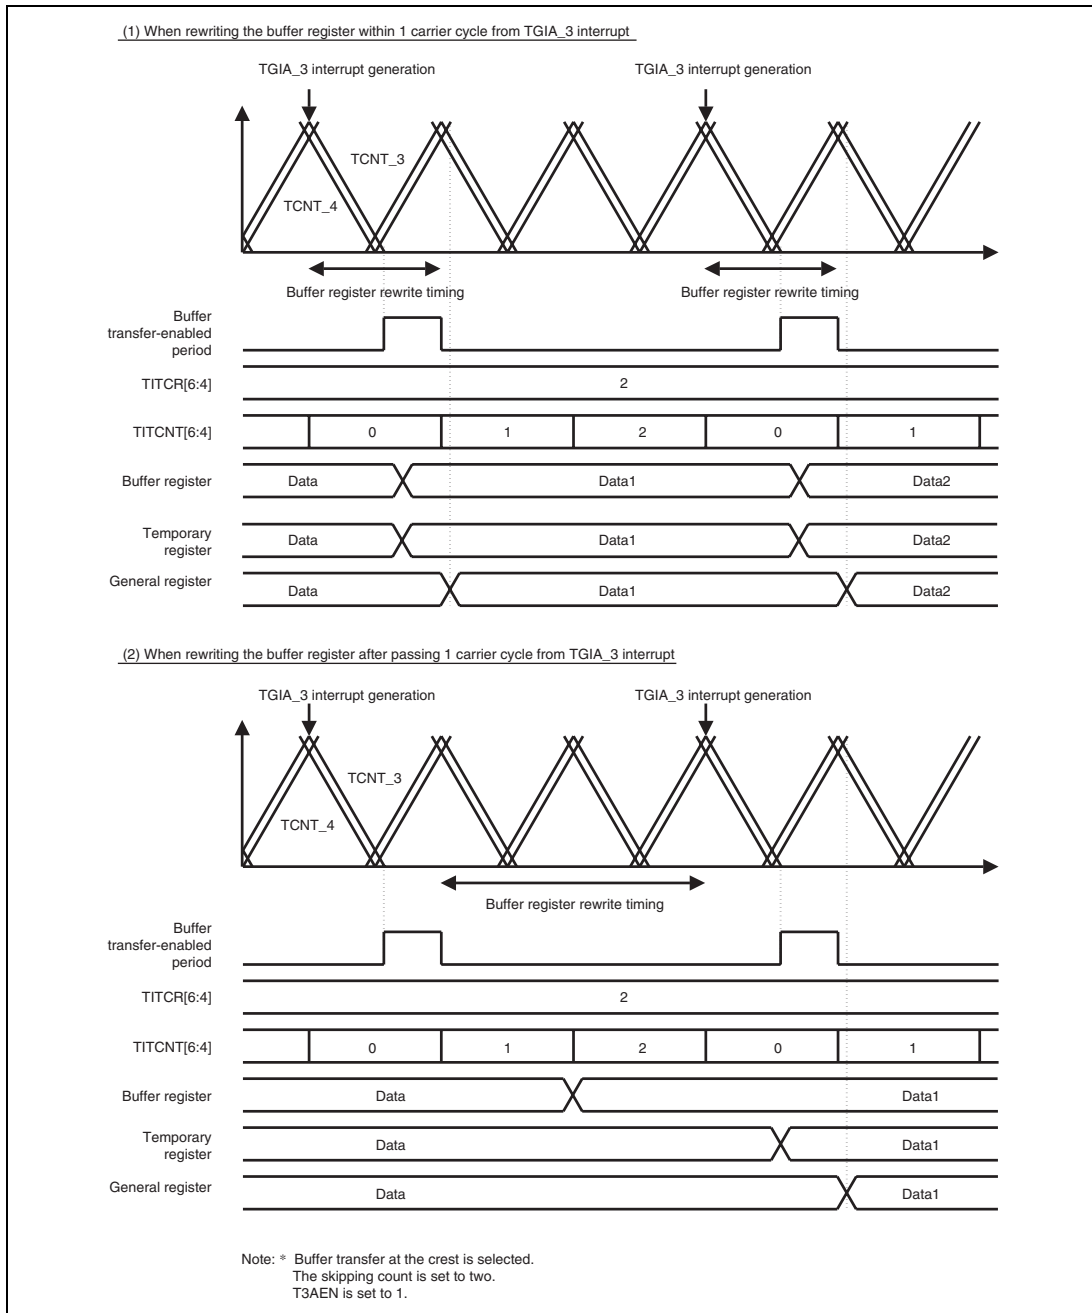 (1) When rewriting the buffer register within 1 carrier cycle from TGIA_3 interrupt
TGIA_3 interrupt generation
TGIA_3 interrupt generation
TCNT_3
TCNT_4
Buffer register rewrite timing
Buffer register rewrite timing
Buffer
transfer-enabled
period
TITCR[6:4]
2
TITCNT[6:4]
0
1
2
0
1
Buffer register
Data
Data1
Data2
Temporary
register
Data
Data1
Data2
General register
Data
Data1
Data2
(2) When rewriting the buffer register after passing 1 carrier cycle from TGIA_3 interrupt
TGIA_3 interrupt generation
TGIA_3 interrupt generation
TCNT_3
TCNT_4
Buffer register rewrite timing
Buffer
transfer-enabled
period
TITCR[6:4]
2
TITCNT[6:4]
0
1
2
0
1
Buffer register
Data
Data1
Temporary
register
Data
Data1
General register
Data
Data1
Note: * Buffer transfer at the crest is selected.
The skipping count is set to two.
T3AEN is set to 1.